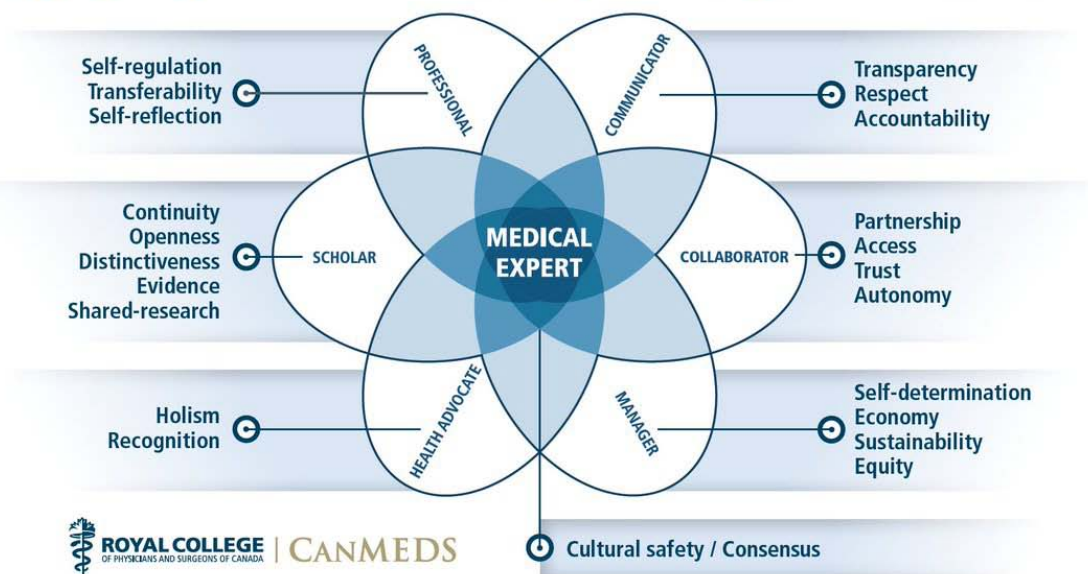 PROFESSIONAL
COMMUNICATOR
Self-regulation
Transferability
Self-reflection
Transparency
Respect
Accountability
Continuity
Openness
Distinctiveness
Evidence
Shared-research
SCHOLAR
MEDICAL
EXPERT
COLLABORATOR
Partnership
Access
Trust
Autonomy
Holism
Recognition
HEALTH ADVOCATE
MANAGER
Self-determination
Economy
Sustainability
Equity
ROYAL COLLEGE
OF PHYSICIANS AND SURGEONS OF CANADA
CANMEDS
Cultural safety / Consensus